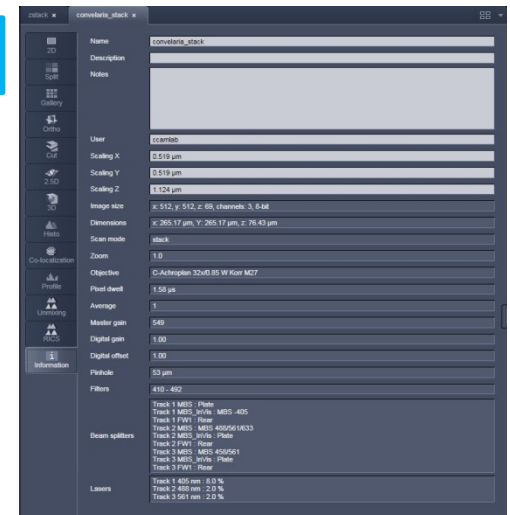 zstack x
convelaria_stack x
2D
Split
Gallery
Ortho
Cut
2.5D
3D
Histo
Co-localization
Profile
Unmixing
RICS
i
Information
Name convelaria_stack
Description
Notes
User ccamlab
Scaling X 0.519 µm
Scaling Y 0.519 µm
Scaling Z 1.124 µm
Image size x: 512, y: 512, z: 69, channels: 3, 8-bit
Dimensions x: 265.17 µm, Y: 265.17 µm, z: 76.43 µm
Scan mode stack
Zoom 1.0
Objective C-Achroplan 32x/0.85 W Korr M27
Pixel dwell 1.58 µs
Average 1
Master gain 549
Digital gain 1.00
Digital offset 1.00
Pinhole 53 µm
Filters 410 - 492
Track 1 MBS : Plate
Track 1 MBS_InVis : MBS -405
Track 1 FW1 : Rear
Track 2 MBS : MBS 488/561/633
Beam splitters Track 2 MBS_InVis : Plate
Track 2 FW1 : Rear
Track 3 MBS : MBS 458/561
Track 3 MBS_InVis : Plate
Track 3 FW1 : Rear
Track 1 405 nm : 6.0 %
Lasers Track 2 488 nm : 2.0 %
Track 3 561 nm : 2.0 %